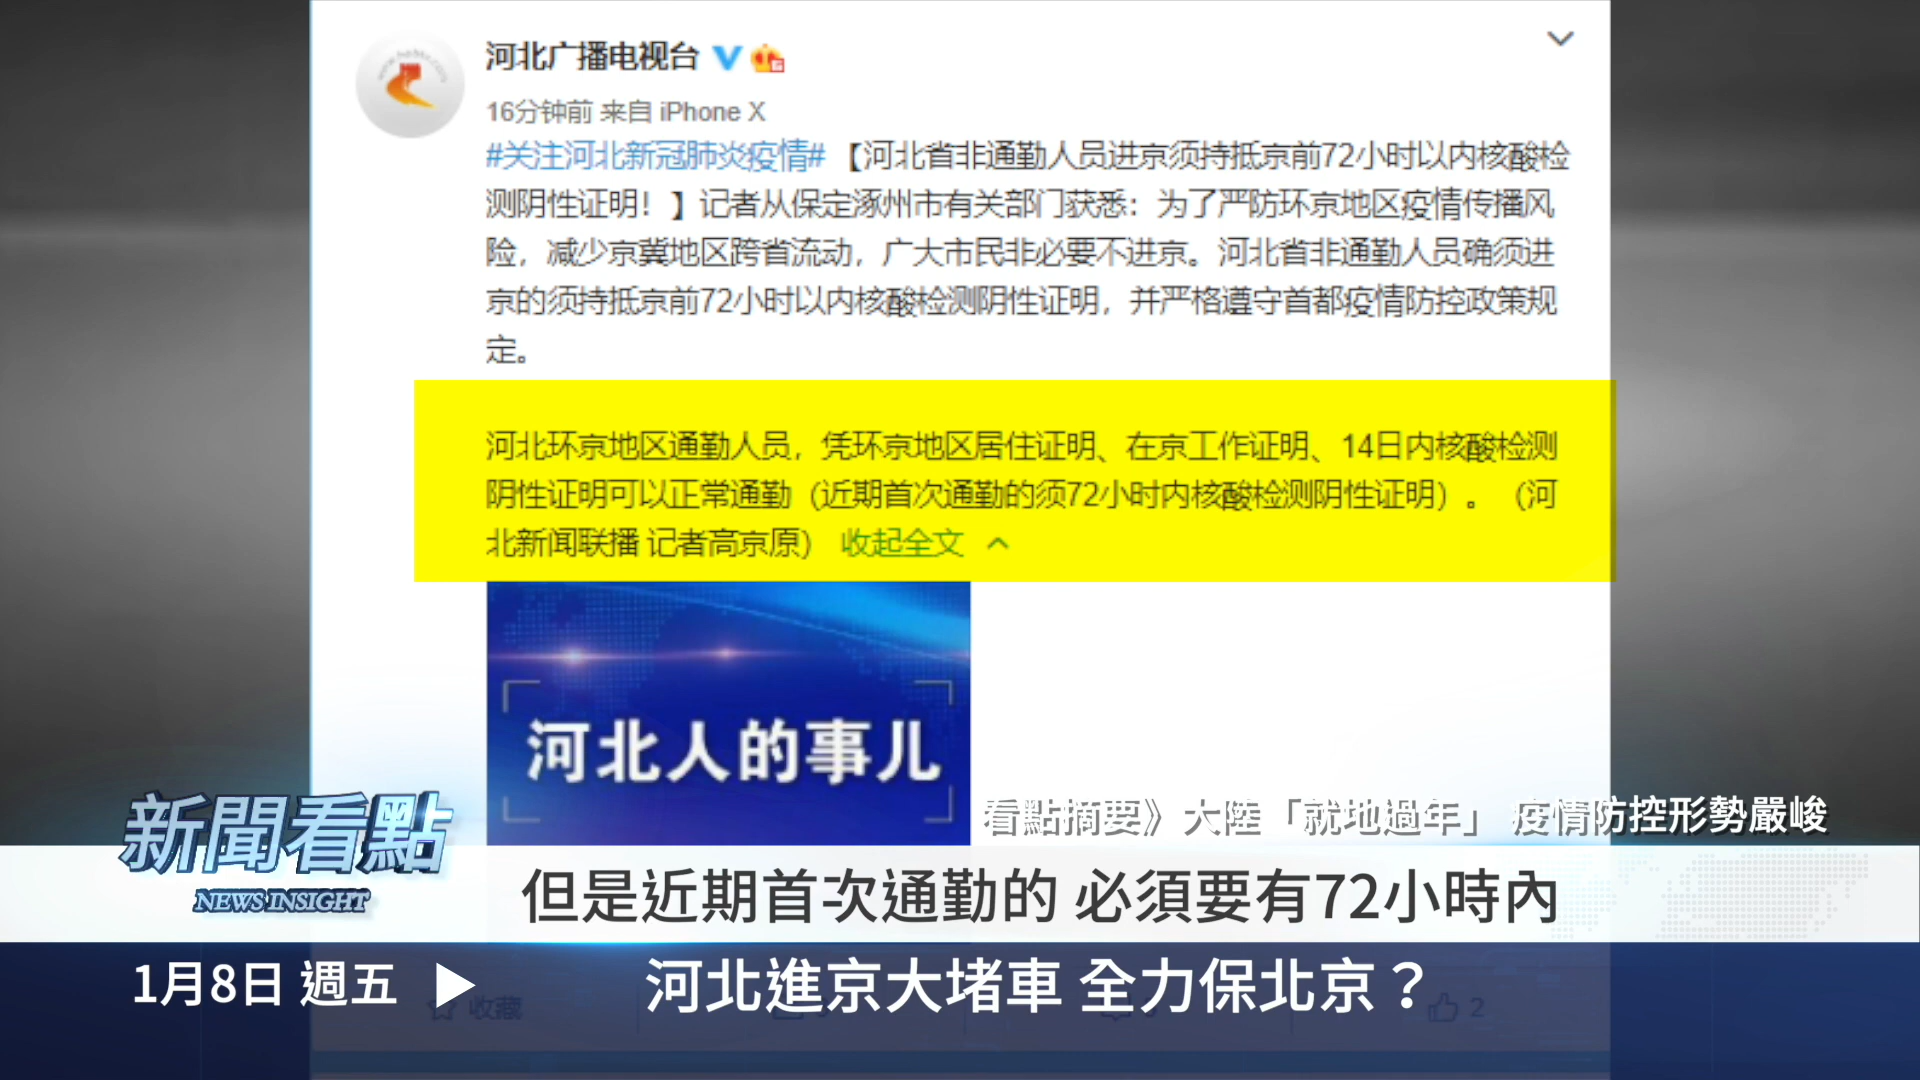 河北广播电视台
16分钟前 来自 iPhone X
#关注河北新冠肺炎疫情# 【河北省非通勤人员进京须持抵京前72小时以内核酸检
测阴性证明！】记者从保定涿州市有关部门获悉：为了严防环京地区疫情传播风
险，减少京冀地区跨省流动，广大市民非必要不进京。河北省非通勤人员确须进
京的须持抵京前72小时以内核酸检测阴性证明，并严格遵守首都疫情防控政策规
定。
河北环京地区通勤人员，凭环京地区居住证明、在京工作证明、14日内核酸检测
阴性证明可以正常通勤（近期首次通勤的须72小时内核酸检测阴性证明）。（河
北新闻联播 记者高京原） 收起全文
河北人的事儿
看點摘要》大陸「就地過年」 疫情防控形勢嚴峻
新聞看點
NEWS INSIGHT
但是近期首次通勤的 必須要有72小時內
1月8日 週五
河北進京大堵車 全力保北京？
收藏
2